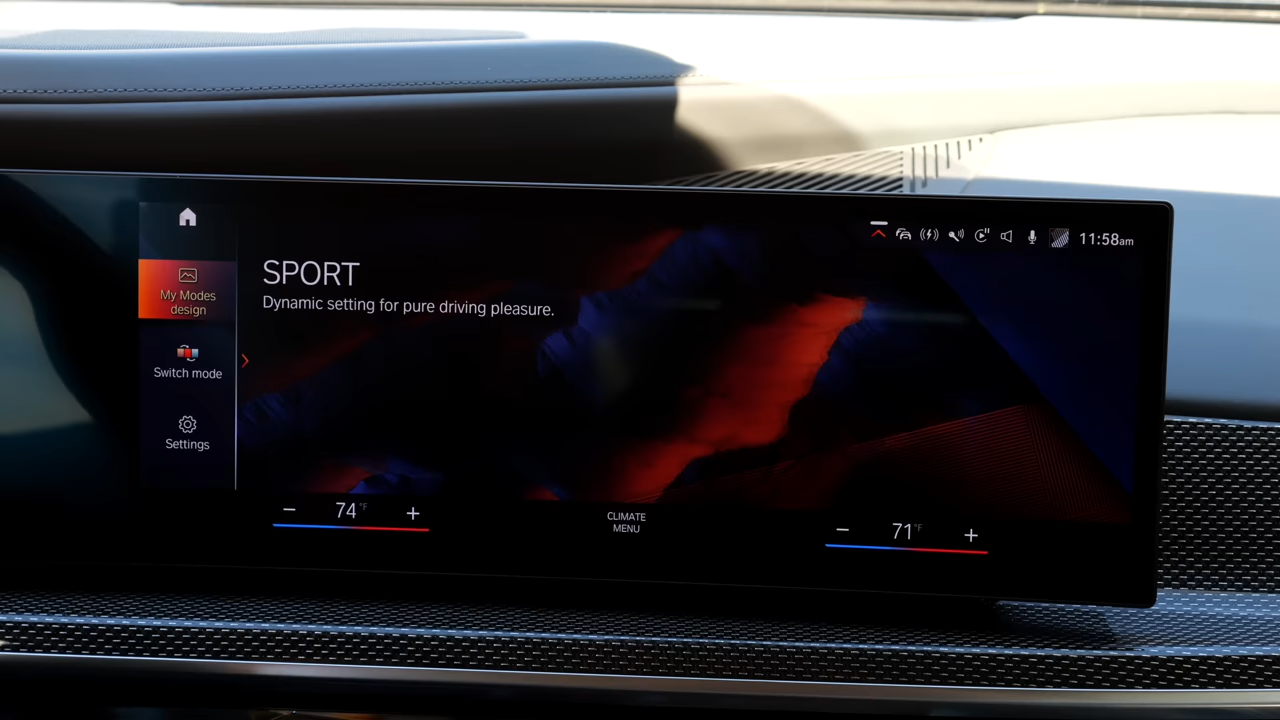 11:58am
My Modes
design
SPORT
Dynamic setting for pure driving pleasure.
Switch mode
Settings
− 74°F +
CLIMATE
MENU
− 71°F +